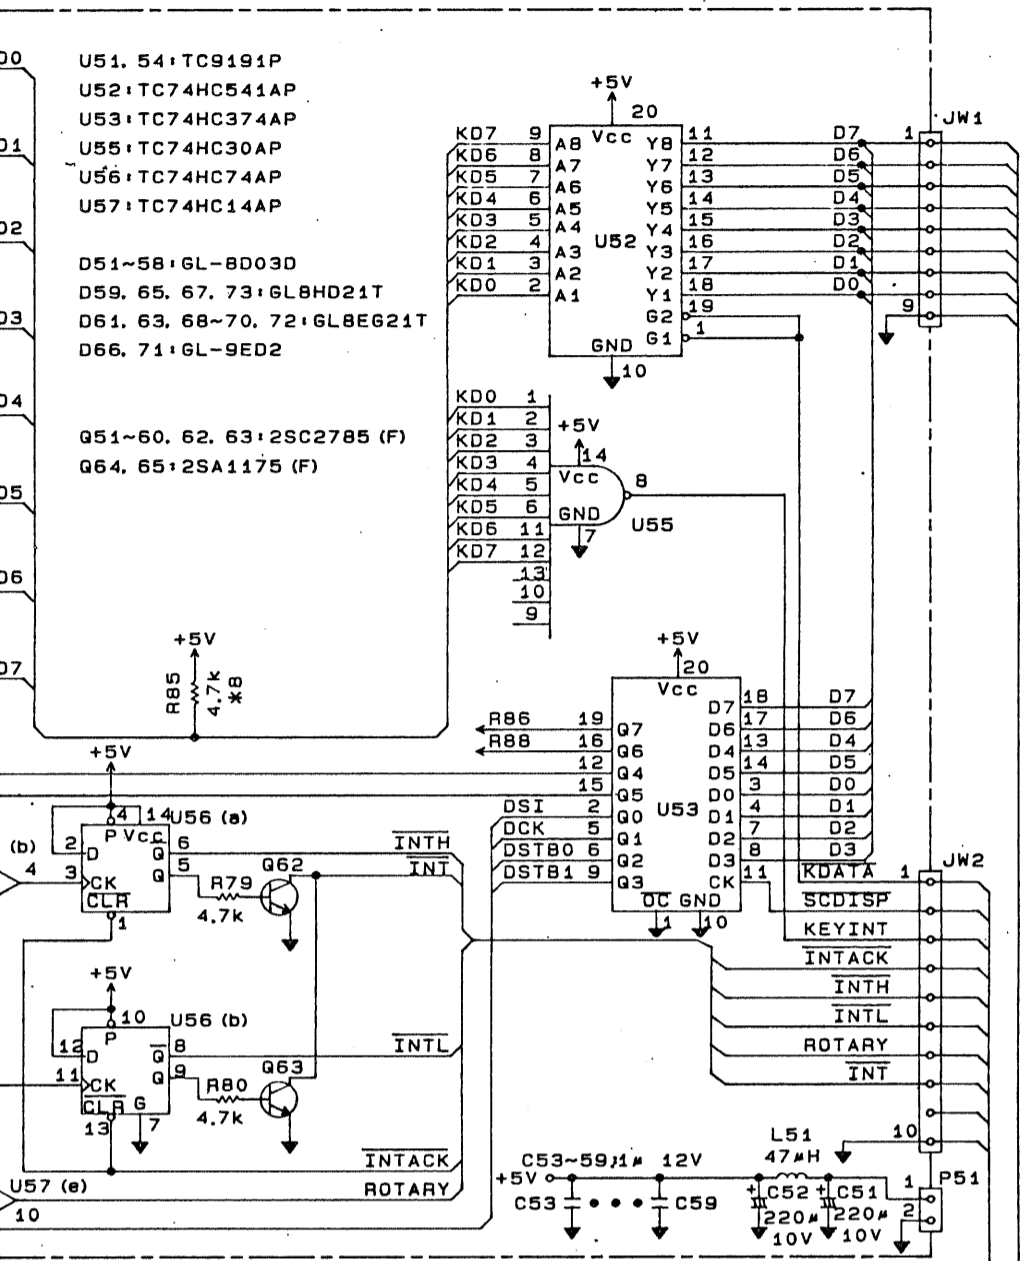 U51, 54:TC9191P
U52:TC74HC541AP
U53:TC74HC374AP
U55:TC74HC30AP
U56:TC74HC74AP
U57:TC74HC14AP
D51~58:GL-8D03D
D59, 65, 67, 73:GL8HD21T
D61, 63, 68~70, 72:GL8EG21T
D66, 71:GL-9ED2
Q51~60, 62, 63:2SC2785 (F)
Q64, 65:2SA1175 (F)
D0
D1
D2
D3
D4
D5
D6
D7
+5V
20
Vcc
KD7 9 A8 Y8 11 D7
KD6 8 A7 Y7 12 D6
KD5 7 A6 Y6 13 D5
KD4 6 A5 Y5 14 D4
KD3 5 A4 Y4 15 D3
KD2 4 A3 Y3 16 D2
KD1 3 A2 Y2 17 D1
KD0 2 A1 Y1 18 D0
U52
G2 19
G1 1
GND
10
JW1
1
9
KD0 1
KD1 2
KD2 3
KD3 4
KD4 5
KD5 6
KD6 11
KD7 12
13
10
9
+5V
14
Vcc
GND
7
8
U55
+5V
R85
4.7k
*8
+5V
20
Vcc
R86 19 Q7 D7 18 D7
R88 16 Q6 D6 17 D6
12 Q4 D4 13 D4
15 Q5 D5 14 D5
DSI 2 Q0 D0 3 D0
DCK 5 Q1 D1 4 D1
DSTB0 6 Q2 D2 7 D2
DSTB1 9 Q3 D3 8 D3
U53
CK 11
OC GND
1 10
+5V
4 14
U56 (a)
P Vcc
2 D Q 6
3 CK Q 5
CLR
1
(b)
4
R79
4.7k
Q62
INTH
INT
+5V
10
U56 (b)
P
12 D Q 8
11 CK Q 9
CLR G
13 7
R80
4.7k
Q63
INTL
INTACK
ROTARY
U57 (e)
10
JW2
KDATA 1
SCDISP
KEYINT
INTACK
INTH
INTL
ROTARY
INT
10
C53~59:1μ 12V
+5V
C53
C59
L51
47μH
+ C52
220μ
10V
+ C51
220μ
10V
P51
1
2